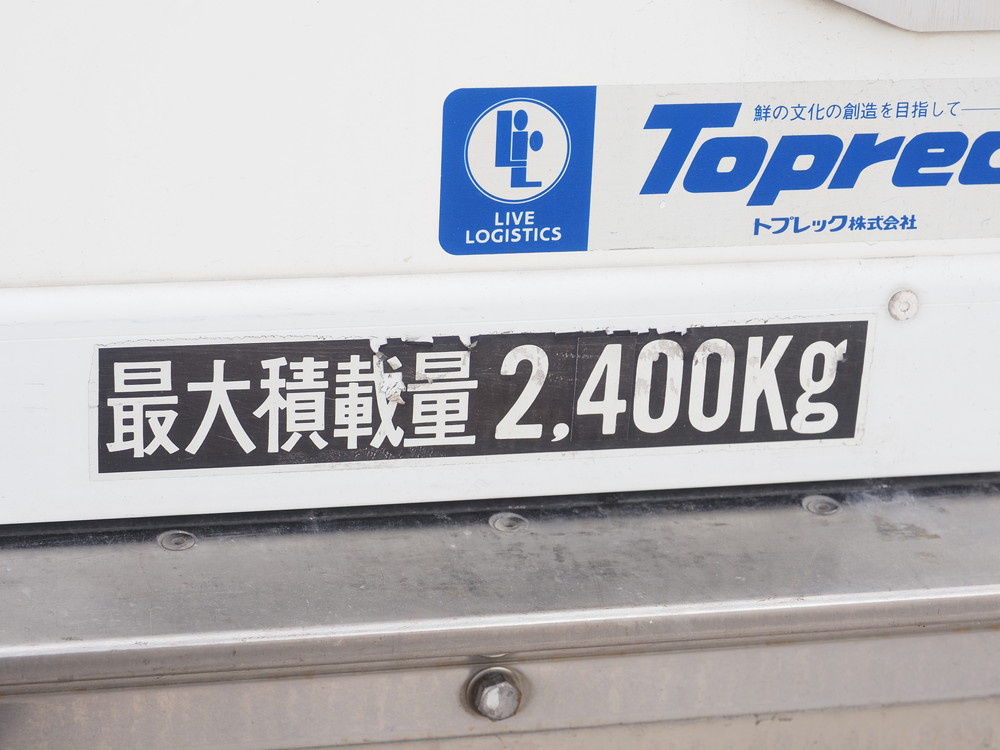 鮮の文化の創造を目指して
Toprec
トプレック株式会社
LIVE
LOGISTICS
最大積載量 2,400Kg